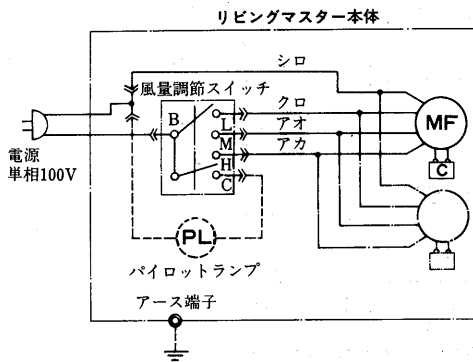 リビングマスター本体
シロ
風量調節スイッチ
クロ
B
L
アオ
MF
M
アカ
電源
単相100V
H
C
C
PL
パイロットランプ
アース端子